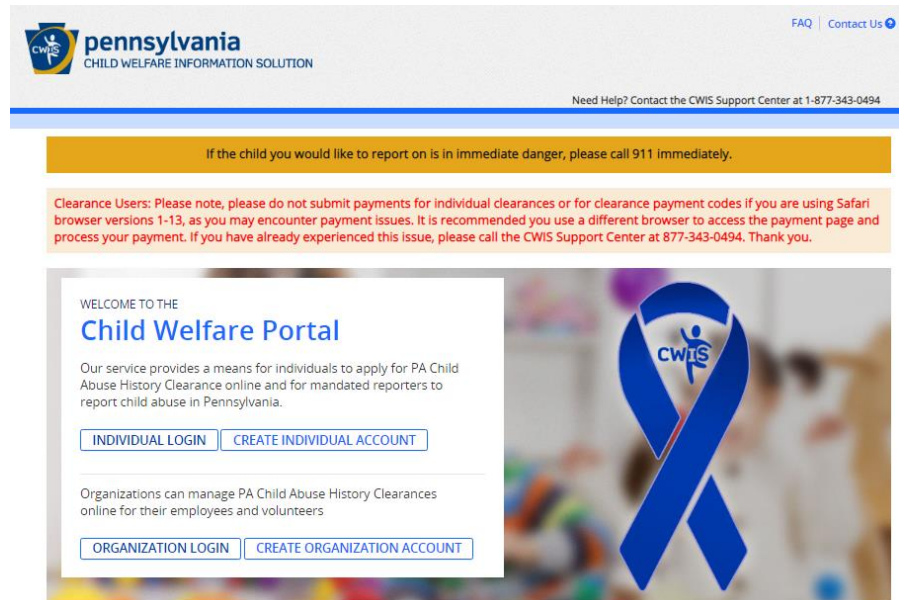 FAQ Contact Us
CWIS
pennsylvania
CHILD WELFARE INFORMATION SOLUTION
Need Help? Contact the CWIS Support Center at 1-877-343-0494
If the child you would like to report on is in immediate danger, please call 911 immediately.
Clearance Users: Please note, please do not submit payments for individual clearances or for clearance payment codes if you are using Safari
browser versions 1-13, as you may encounter payment issues. It is recommended you use a different browser to access the payment page and
process your payment. If you have already experienced this issue, please call the CWIS Support Center at 877-343-0494. Thank you.
WELCOME TO THE
Child Welfare Portal
Our service provides a means for individuals to apply for PA Child
Abuse History Clearance online and for mandated reporters to
report child abuse in Pennsylvania.
INDIVIDUAL LOGIN CREATE INDIVIDUAL ACCOUNT
Organizations can manage PA Child Abuse History Clearances
online for their employees and volunteers
ORGANIZATION LOGIN CREATE ORGANIZATION ACCOUNT
CWIS